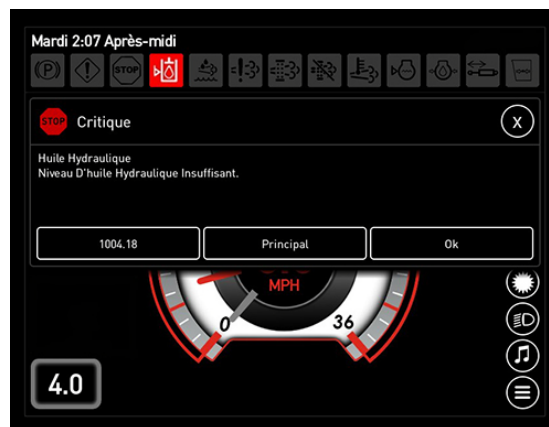 Mardi 2:07 Après-midi
P
STOP
STOP Critique X
Huile Hydraulique
Niveau D'huile Hydraulique Insuffisant.
1004.18 Principal Ok
MPH
0 36
4.0